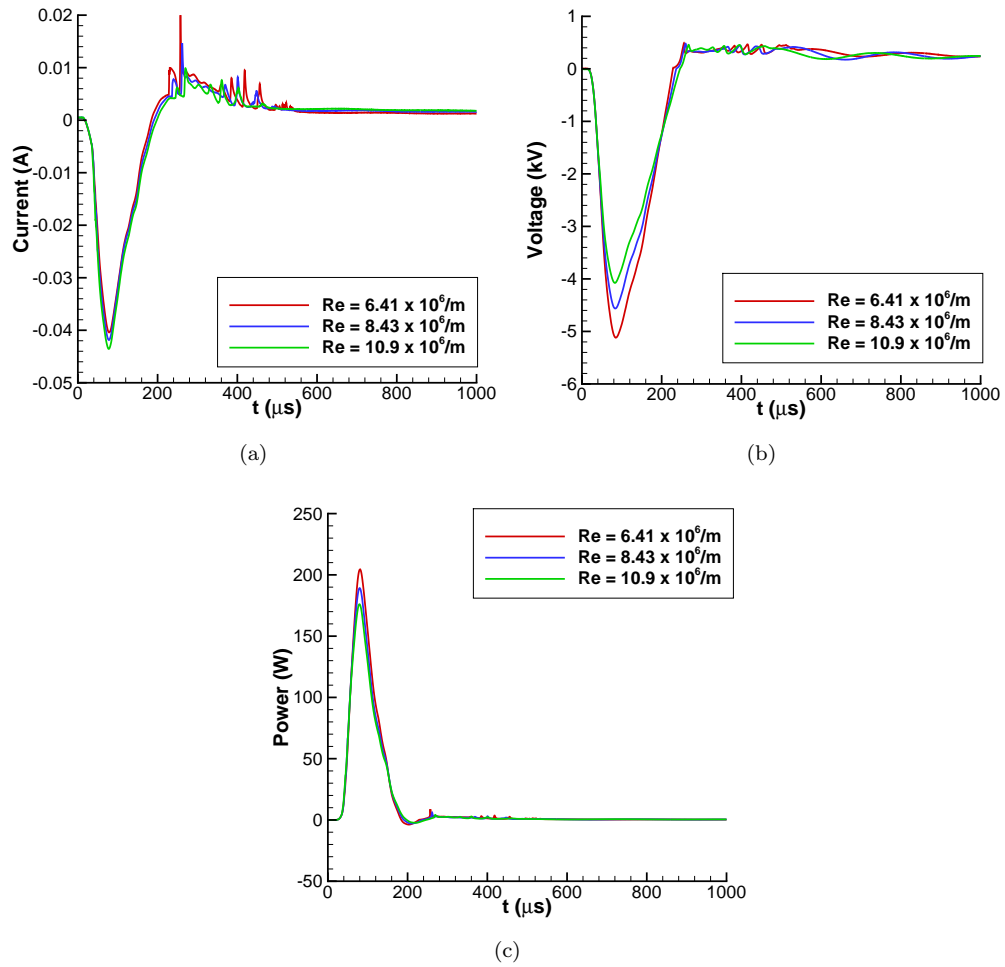 0.02
0.01
0
-0.01
-0.02
-0.03
-0.04
-0.05
Current (A)
Re = 6.41 x 10⁶/m
Re = 8.43 x 10⁶/m
Re = 10.9 x 10⁶/m
0 200 400 600 800 1000
t (μs)
(a)
1
0
-1
-2
-3
-4
-5
-6
Voltage (kV)
Re = 6.41 x 10⁶/m
Re = 8.43 x 10⁶/m
Re = 10.9 x 10⁶/m
0 200 400 600 800 1000
t (μs)
(b)
250
200
150
100
50
0
-50
Power (W)
Re = 6.41 x 10⁶/m
Re = 8.43 x 10⁶/m
Re = 10.9 x 10⁶/m
0 200 400 600 800 1000
t (μs)
(c)